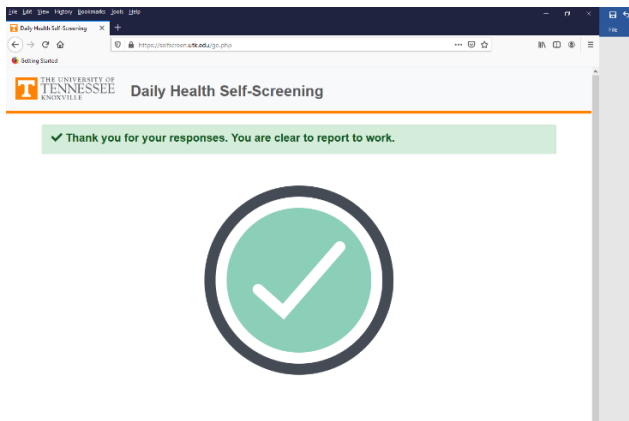 File Edit View History Bookmarks Tools Help
Daily Health Self-Screening
https://selfscreen.utk.edu/go.php
Getting Started
File
THE UNIVERSITY OF
TENNESSEE
KNOXVILLE
Daily Health Self-Screening
Thank you for your responses. You are clear to report to work.